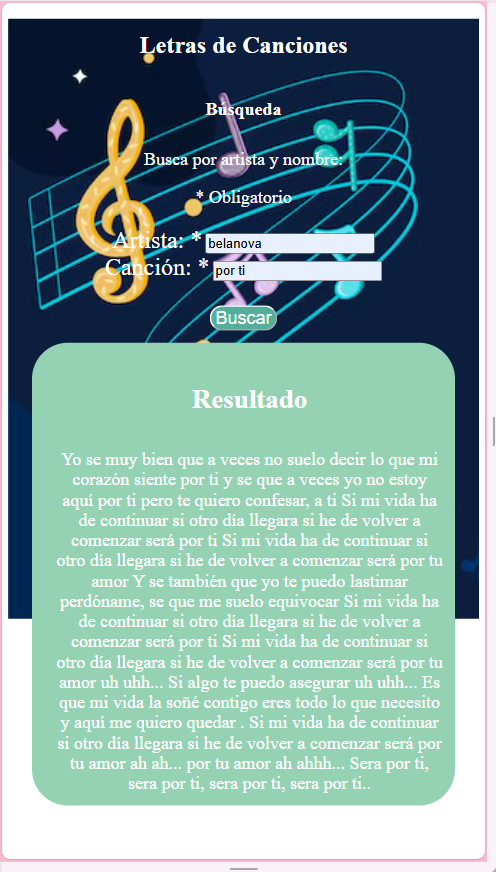 Letras de Canciones
Búsqueda
Busca por artista y nombre:
* Obligatorio
Artista: * belanova
Canción: * por ti
Buscar
Resultado
Yo se muy bien que a veces no suelo decir lo que mi
corazón siente por ti y se que a veces yo no estoy
aquí por ti pero te quiero confesar, a ti Si mi vida ha
de continuar si otro día llegara si he de volver a
comenzar será por ti Si mi vida ha de continuar si
otro día llegara si he de volver a comenzar será por tu
amor Y se también que yo te puedo lastimar
perdóname, se que me suelo equivocar Si mi vida ha
de continuar si otro día llegara si he de volver a
comenzar será por ti Si mi vida ha de continuar si
otro día llegara si he de volver a comenzar será por tu
amor uh uhh... Si algo te puedo asegurar uh uhh... Es
que mi vida la soñé contigo eres todo lo que necesito
y aquí me quiero quedar . Si mi vida ha de continuar
si otro día llegara si he de volver a comenzar será por
tu amor ah ah... por tu amor ah ahhh... Sera por ti,
sera por ti, sera por ti, sera por ti..